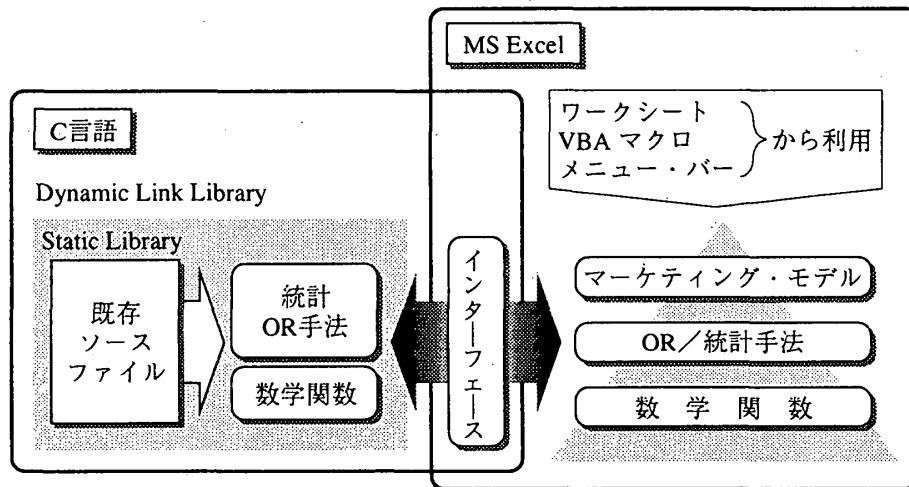 MS Excel
ワークシート
VBA マクロ
メニュー・バー
から利用
C言語
Dynamic Link Library
Static Library
既存
ソース
ファイル
統計
OR手法
数学関数
インターフェース
マーケティング・モデル
OR／統計手法
数学関数